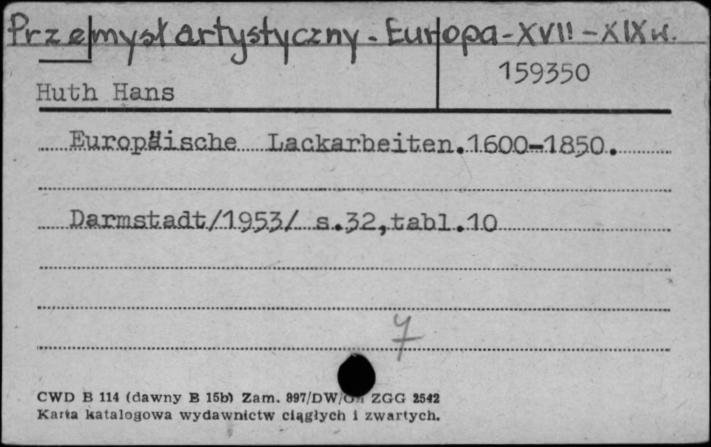 Przemysł artystyczny - Europa - XVII - XIX w.
159350
Huth Hans
Europäische Lackarbeiten.1600-1850.
Darmstadt/1953/ s.32,tabl.10
7
CWD B 114 (dawny B 15b) Zam. 897/DW/ ZGG 2542
Karta katalogowa wydawnictw ciągłych i zwartych.